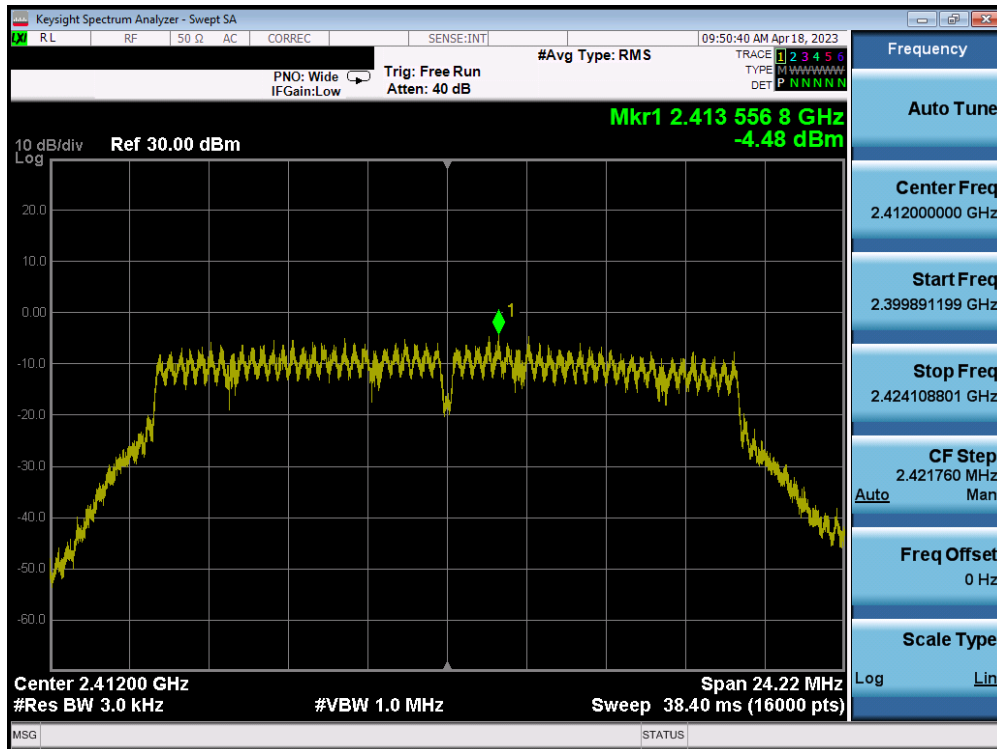 Keysight Spectrum Analyzer - Swept SA
LXI RL RF 50 Ω AC CORREC SENSE:INT 09:50:40 AM Apr 18, 2023
PNO: Wide
IFGain:Low
Trig: Free Run
Atten: 40 dB
#Avg Type: RMS
TRACE 1 2 3 4 5 6
TYPE M WWWWW
DET P N N N N N
Mkr1 2.413 556 8 GHz
-4.48 dBm
10 dB/div
Log
Ref 30.00 dBm
20.0
10.0
0.00
-10.0
-20.0
-30.0
-40.0
-50.0
-60.0
1
Center 2.41200 GHz
Span 24.22 MHz
#Res BW 3.0 kHz
#VBW 1.0 MHz
Sweep 38.40 ms (16000 pts)
MSG
STATUS
Frequency
Auto Tune
Center Freq
2.412000000 GHz
Start Freq
2.399891199 GHz
Stop Freq
2.424108801 GHz
CF Step
2.421760 MHz
Auto Man
Freq Offset
0 Hz
Scale Type
Log Lin